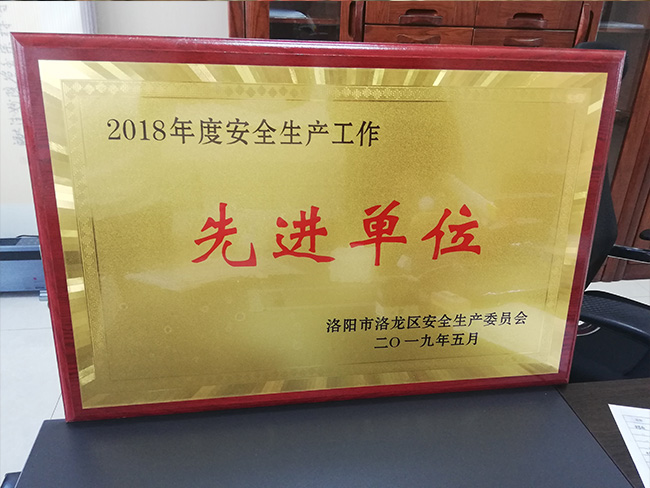 2018年度安全生产工作
先进单位
洛阳市洛龙区安全生产委员会
二〇一九年五月